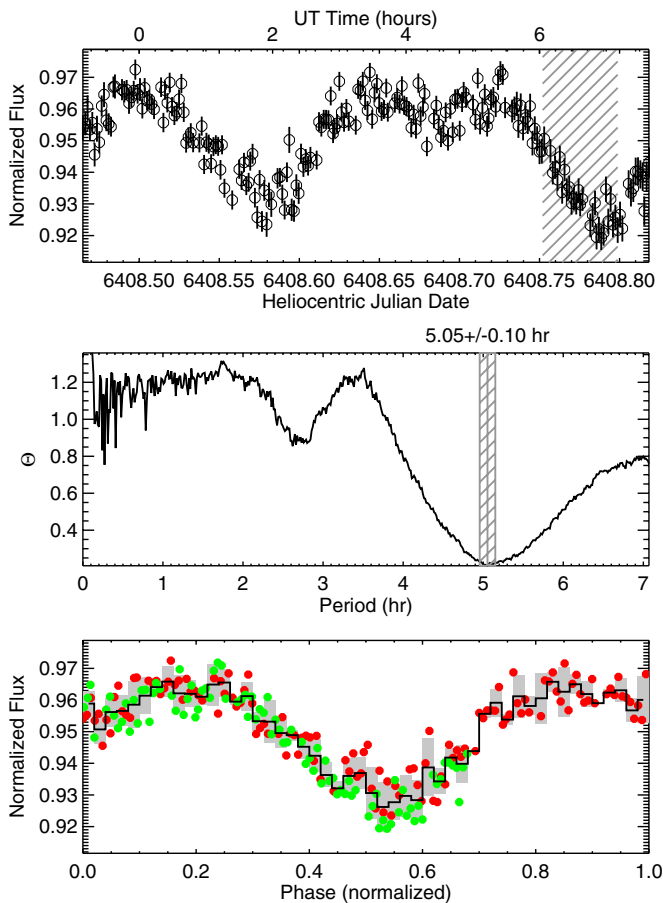 UT Time (hours)
0 2 4 6
0.97
0.96
0.95
0.94
0.93
0.92
Normalized Flux
6408.50 6408.55 6408.60 6408.65 6408.70 6408.75 6408.80
Heliocentric Julian Date
5.05+/-0.10 hr
1.2
1.0
0.8
0.6
0.4
Θ
0 1 2 3 4 5 6 7
Period (hr)
0.97
0.96
0.95
0.94
0.93
0.92
Normalized Flux
0.0 0.2 0.4 0.6 0.8 1.0
Phase (normalized)